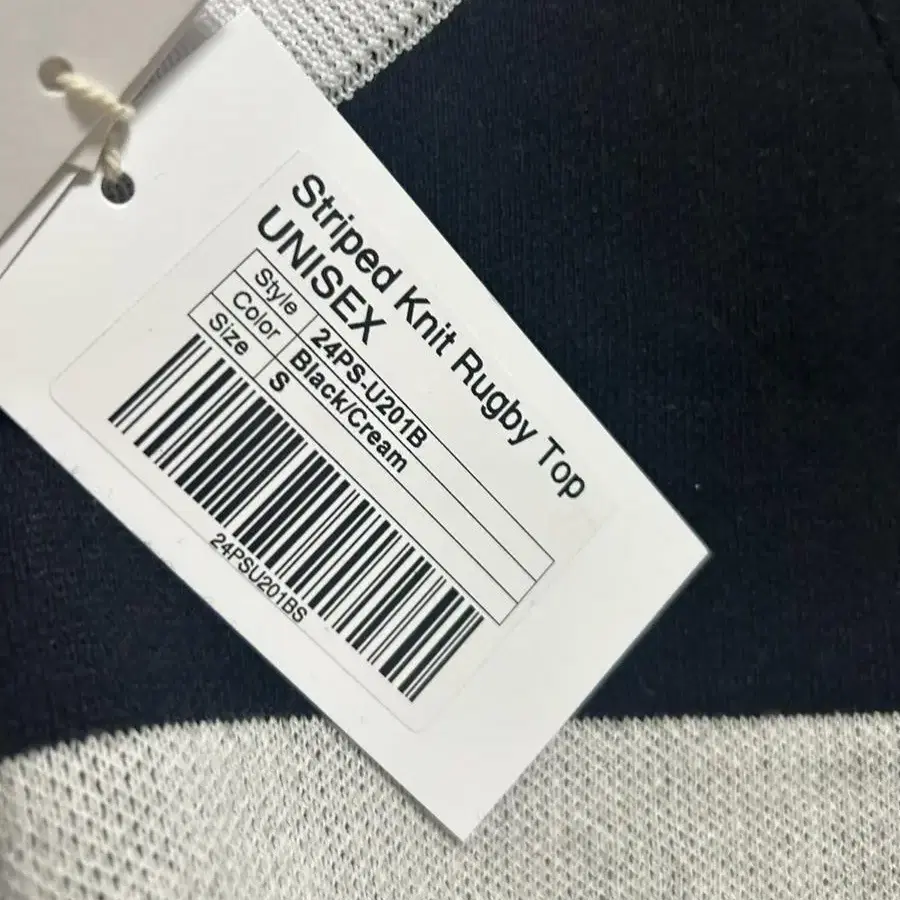 Striped Knit Rugby Top
UNISEX
Style 24PS-U201B
Color Black/Cream
Size S
24PSU201BS